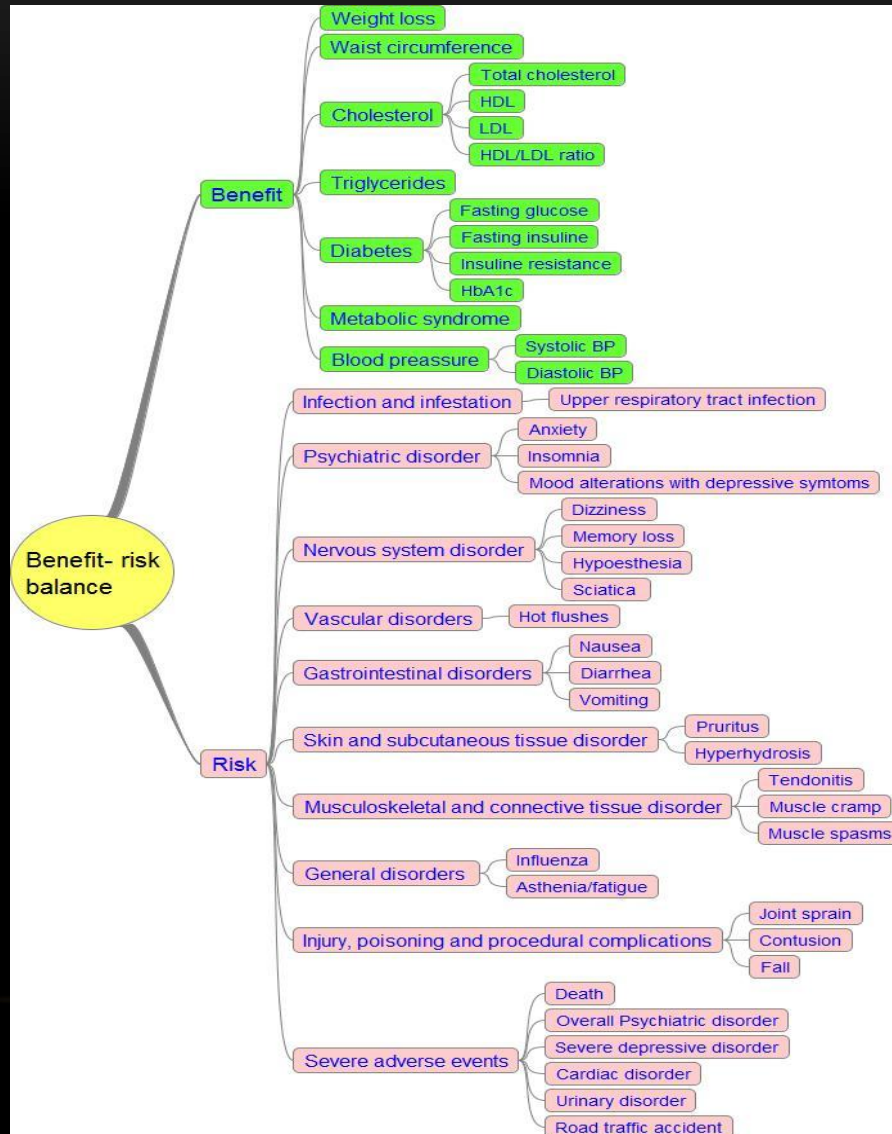 Benefit- risk
balance
Benefit
Weight loss
Waist circumference
Cholesterol
Total cholesterol
HDL
LDL
HDL/LDL ratio
Triglycerides
Diabetes
Fasting glucose
Fasting insuline
Insuline resistance
HbA1c
Metabolic syndrome
Blood preassure
Systolic BP
Diastolic BP
Risk
Infection and infestation
Upper respiratory tract infection
Psychiatric disorder
Anxiety
Insomnia
Mood alterations with depressive symtoms
Nervous system disorder
Dizziness
Memory loss
Hypoesthesia
Sciatica
Vascular disorders
Hot flushes
Gastrointestinal disorders
Nausea
Diarrhea
Vomiting
Skin and subcutaneous tissue disorder
Pruritus
Hyperhydrosis
Musculoskeletal and connective tissue disorder
Tendonitis
Muscle cramp
Muscle spasms
General disorders
Influenza
Asthenia/fatigue
Injury, poisoning and procedural complications
Joint sprain
Contusion
Fall
Severe adverse events
Death
Overall Psychiatric disorder
Severe depressive disorder
Cardiac disorder
Urinary disorder
Road traffic accident